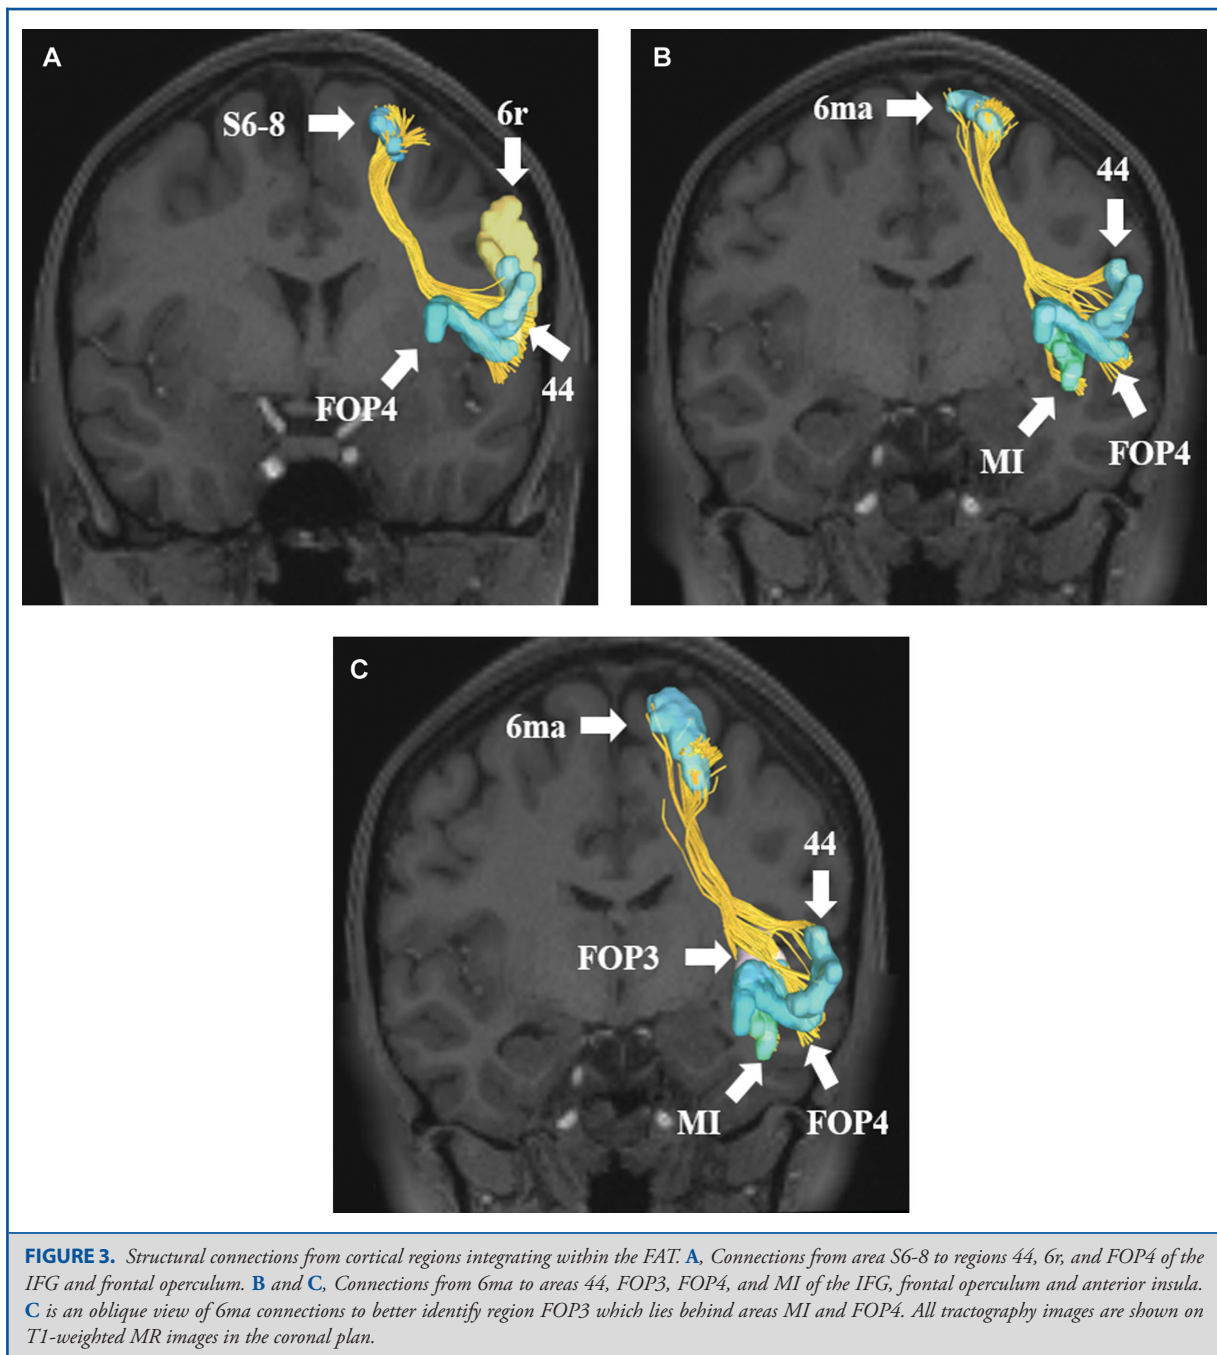 A
S6-8
6r
FOP4
44
B
6ma
44
MI
FOP4
C
6ma
44
FOP3
MI
FOP4
FIGURE 3. Structural connections from cortical regions integrating within the FAT. A, Connections from area S6-8 to regions 44, 6r, and FOP4 of the
IFG and frontal operculum. B and C, Connections from 6ma to areas 44, FOP3, FOP4, and MI of the IFG, frontal operculum and anterior insula.
C is an oblique view of 6ma connections to better identify region FOP3 which lies behind areas MI and FOP4. All tractography images are shown on
T1-weighted MR images in the coronal plan.